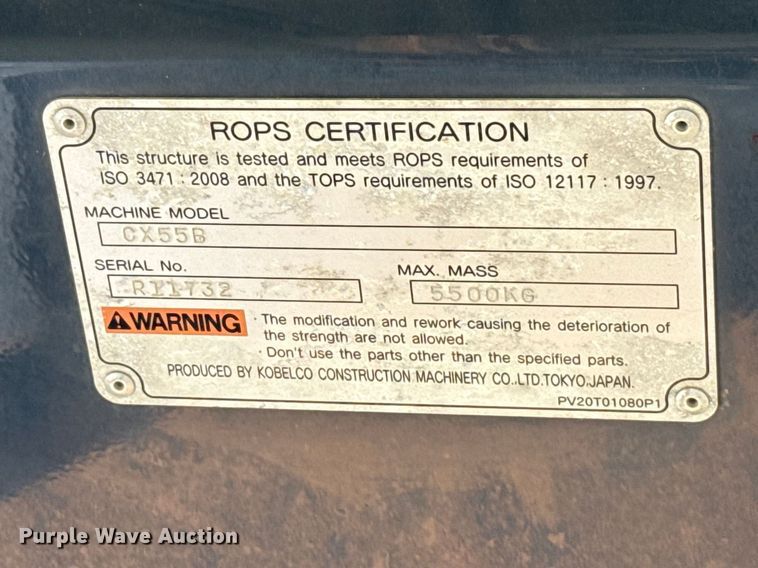 ROPS CERTIFICATION
This structure is tested and meets ROPS requirements of
ISO 3471 : 2008 and the TOPS requirements of ISO 12117 : 1997.
MACHINE MODEL
CX55B
SERIAL No.
MAX. MASS
R11732
5500KG
WARNING
· The modification and rework causing the deterioration of
the strength are not allowed.
· Don't use the parts other than the specified parts.
PRODUCED BY KOBELCO CONSTRUCTION MACHINERY CO.,LTD.TOKYO.JAPAN.
PV20T01080P1
Purple Wave Auction